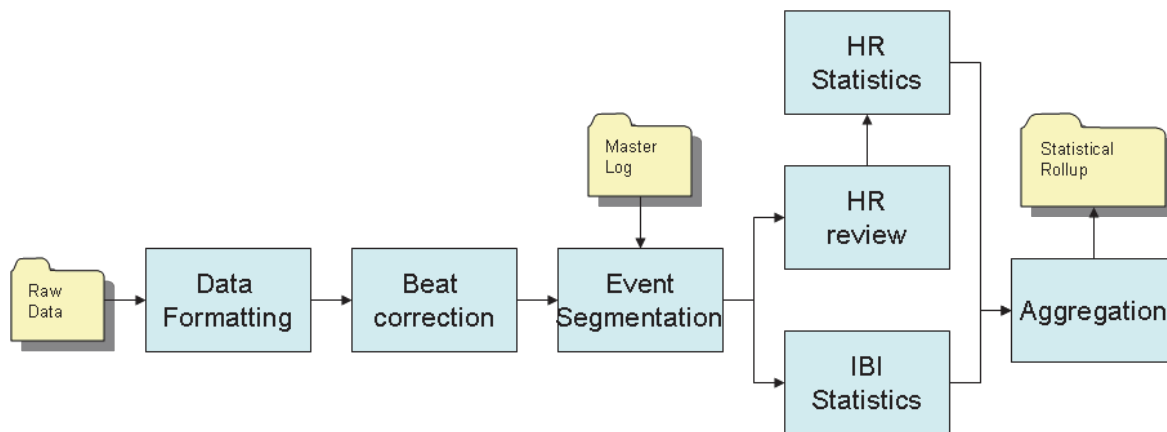 Raw
Data
Data
Formatting
Beat
correction
Master
Log
Event
Segmentation
HR
Statistics
HR
review
IBI
Statistics
Statistical
Rollup
Aggregation